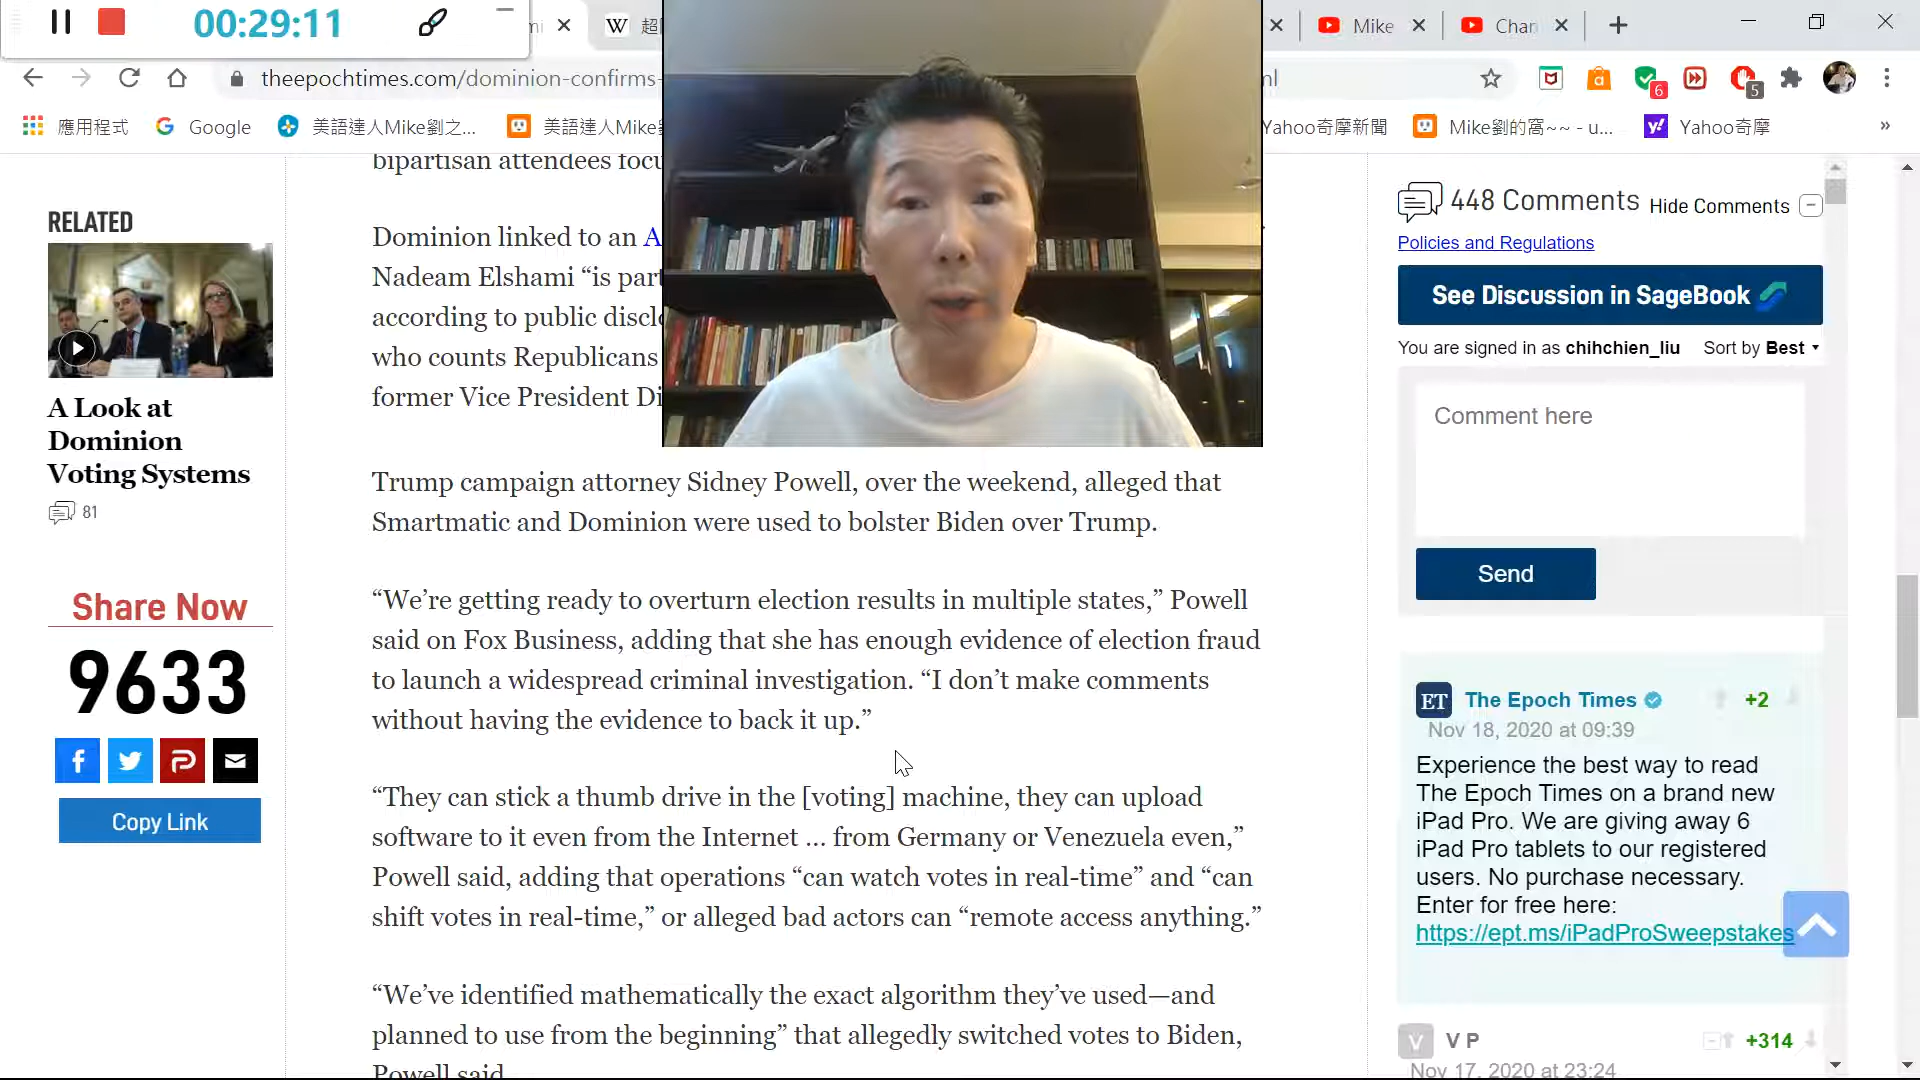 00:29:11
Mike
Chan
theepochtimes.com/dominion-confirms-
應用程式
Google
美語達人Mike劉之...
Yahoo奇摩新聞
Mike劉的窩~~ - u...
Yahoo奇摩
»
bipartisan attendees focu
Dominion linked to an A
Nadeam Elshami “is part
according to public disclo
who counts Republicans
former Vice President Di
Trump campaign attorney Sidney Powell, over the weekend, alleged that
Smartmatic and Dominion were used to bolster Biden over Trump.
“We’re getting ready to overturn election results in multiple states,” Powell
said on Fox Business, adding that she has enough evidence of election fraud
to launch a widespread criminal investigation. “I don’t make comments
without having the evidence to back it up.”
“They can stick a thumb drive in the [voting] machine, they can upload
software to it even from the Internet ... from Germany or Venezuela even,”
Powell said, adding that operations “can watch votes in real-time” and “can
shift votes in real-time,” or alleged bad actors can “remote access anything.”
“We’ve identified mathematically the exact algorithm they’ve used—and
planned to use from the beginning” that allegedly switched votes to Biden,
Powell said.
RELATED
A Look at
Dominion
Voting Systems
81
Share Now
9633
Copy Link
448 Comments
Hide Comments
Policies and Regulations
See Discussion in SageBook
You are signed in as chihchien_liu
Sort by Best
Comment here
Send
ET
The Epoch Times
+2
Nov 18, 2020 at 09:39
Experience the best way to read
The Epoch Times on a brand new
iPad Pro. We are giving away 6
iPad Pro tablets to our registered
users. No purchase necessary.
Enter for free here:
https://ept.ms/iPadProSweepstakes
V
V P
+314
Nov 17, 2020 at 23:24